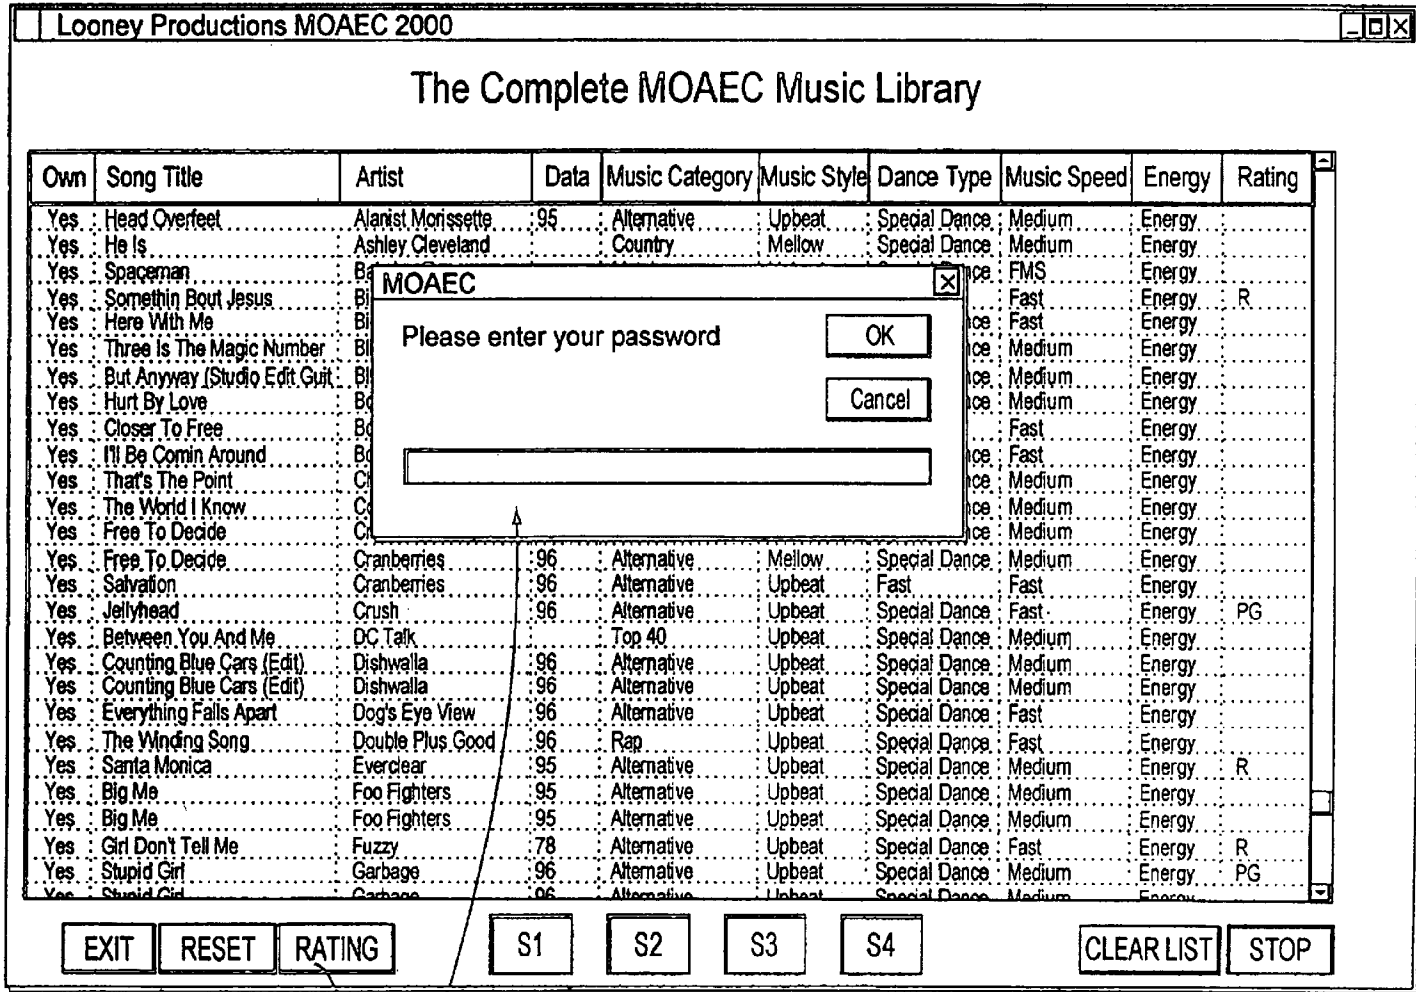 Looney Productions MOAEC 2000
The Complete MOAEC Music Library
Own Song Title Artist Data Music Category Music Style Dance Type Music Speed Energy Rating
Yes Head Overfeet Alanist Morissette 95 Alternative Upbeat Special Dance Medium Energy
Yes He Is Ashley Cleveland Country Mellow Special Dance Medium Energy
Yes Spaceman FMS Energy
Yes Somethin Bout Jesus Fast Energy R
Yes Here With Me Fast Energy
Yes Three Is The Magic Number Medium Energy
Yes But Anyway (Studio Edit Guit Medium Energy
Yes Hurt By Love Medium Energy
Yes Closer To Free Fast Energy
Yes I'll Be Comin Around Fast Energy
Yes That's The Point Medium Energy
Yes The World I Know Medium Energy
Yes Free To Decide Medium Energy
MOAEC
Please enter your password
OK
Cancel
Yes Free To Decide Cranberries 96 Alternative Mellow Special Dance Medium Energy
Yes Salvation Cranberries 96 Alternative Upbeat Fast Fast Energy
Yes Jellyhead Crush 96 Alternative Upbeat Special Dance Fast Energy PG
Yes Between You And Me DC Talk Top 40 Upbeat Special Dance Medium Energy
Yes Counting Blue Cars (Edit) Dishwalla 96 Alternative Upbeat Special Dance Medium Energy
Yes Counting Blue Cars (Edit) Dishwalla 96 Alternative Upbeat Special Dance Medium Energy
Yes Everything Falls Apart Dog's Eye View 96 Alternative Upbeat Special Dance Fast Energy
Yes The Winding Song Double Plus Good 96 Rap Upbeat Special Dance Fast Energy
Yes Santa Monica Everclear 95 Alternative Upbeat Special Dance Medium Energy R
Yes Big Me Foo Fighters 95 Alternative Upbeat Special Dance Medium Energy
Yes Big Me Foo Fighters 95 Alternative Upbeat Special Dance Medium Energy
Yes Girl Don't Tell Me Fuzzy 78 Alternative Upbeat Special Dance Fast Energy R
Yes Stupid Girl Garbage 96 Alternative Upbeat Special Dance Medium Energy PG
Yes Stupid Girl Garbage 96 Alternative Upbeat Special Dance Medium Energy
EXIT RESET RATING S1 S2 S3 S4 CLEAR LIST STOP